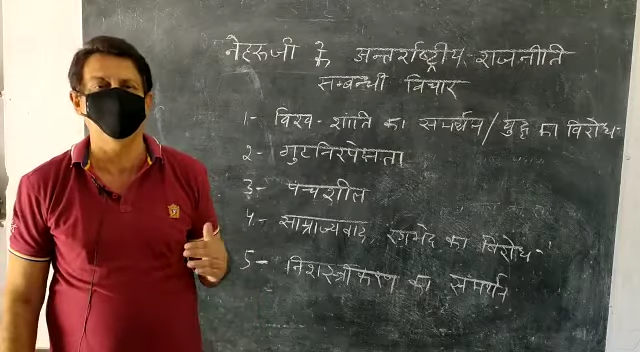 नेहरूजी के अन्तर्राष्ट्रीय राजनीति
सम्बन्धी विचार
1- विश्व-शांति का समर्थन/युद्ध का विरोध
2- गुटनिरपेक्षता
3- पंचशील
4- साम्राज्यवाद, रंगभेद का विरोध
5- निशस्त्रीकरण का समर्थन